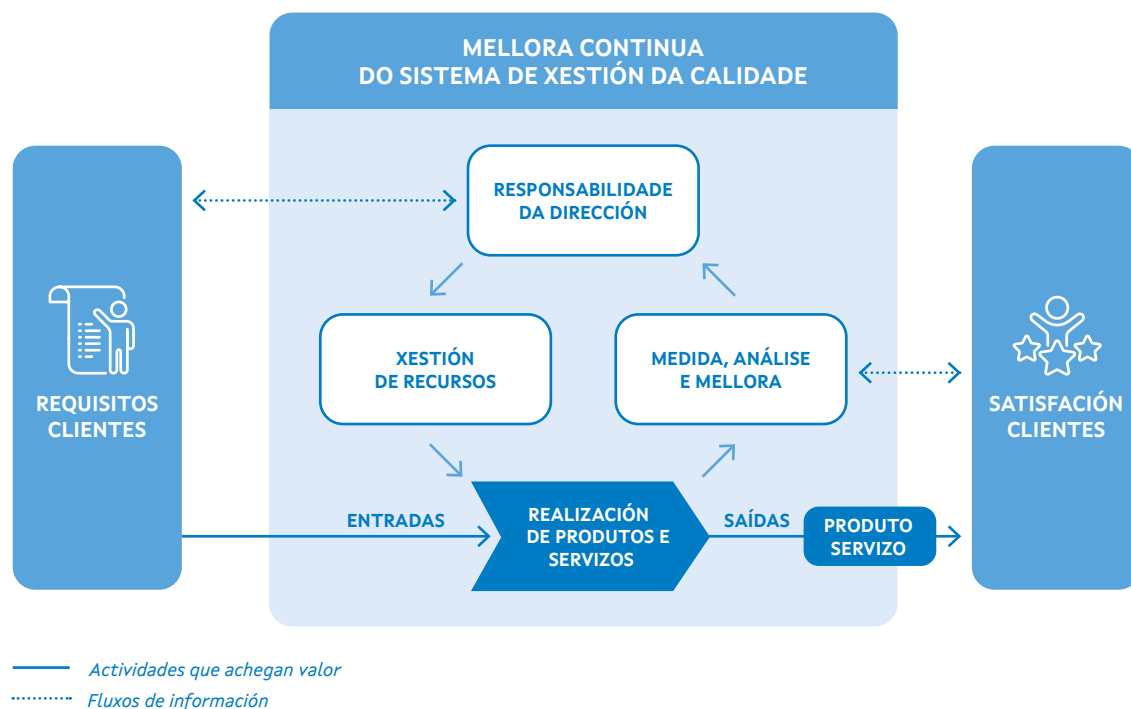 MELLORA CONTINUA
DO SISTEMA DE XESTIÓN DA CALIDADE
RESPONSABILIDADE
DA DIRECCIÓN
XESTIÓN
DE RECURSOS
MEDIDA, ANÁLISE
E MELLORA
REQUISITOS
CLIENTES
SATISFACIÓN
CLIENTES
ENTRADAS
REALIZACIÓN
DE PRODUTOS E
SERVIZOS
SAÍDAS
PRODUTO
SERVIZO
Actividades que achegan valor
Fluxos de información